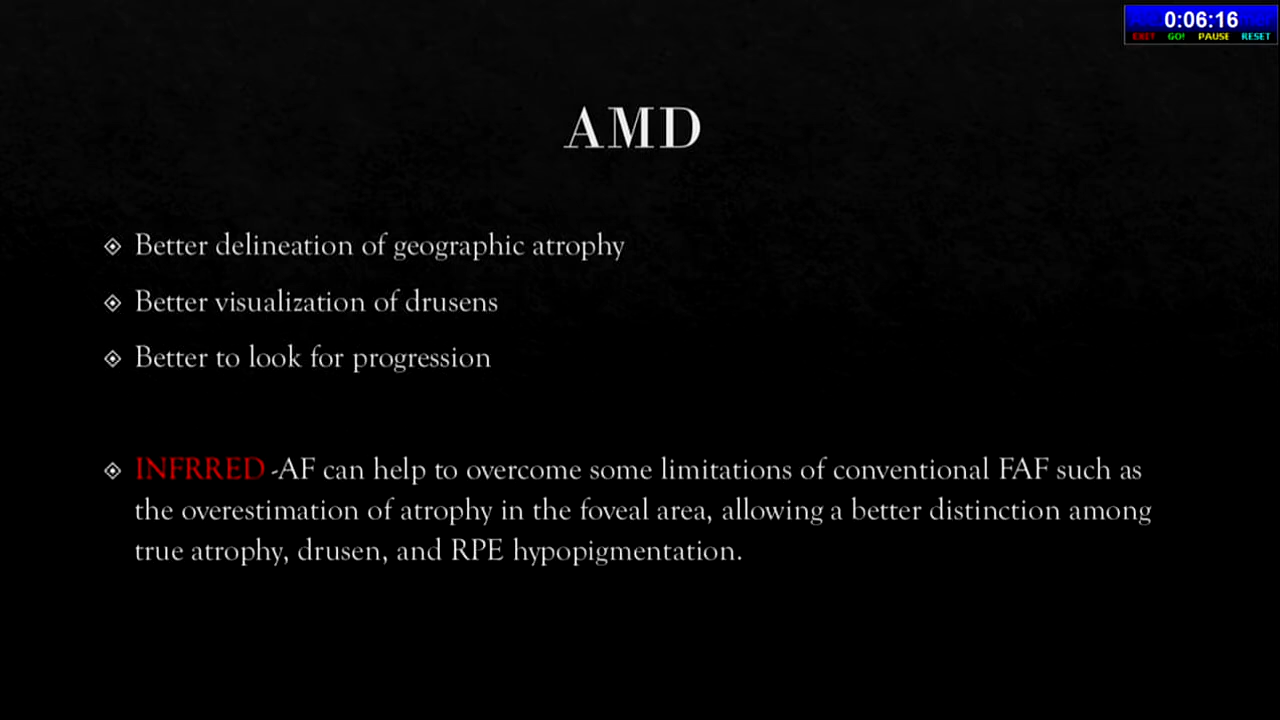 0:06:16
EXIT GO! PAUSE RESET
AMD
Better delineation of geographic atrophy
Better visualization of drusens
Better to look for progression
INFRRED -AF can help to overcome some limitations of conventional FAF such as
the overestimation of atrophy in the foveal area, allowing a better distinction among
true atrophy, drusen, and RPE hypopigmentation.